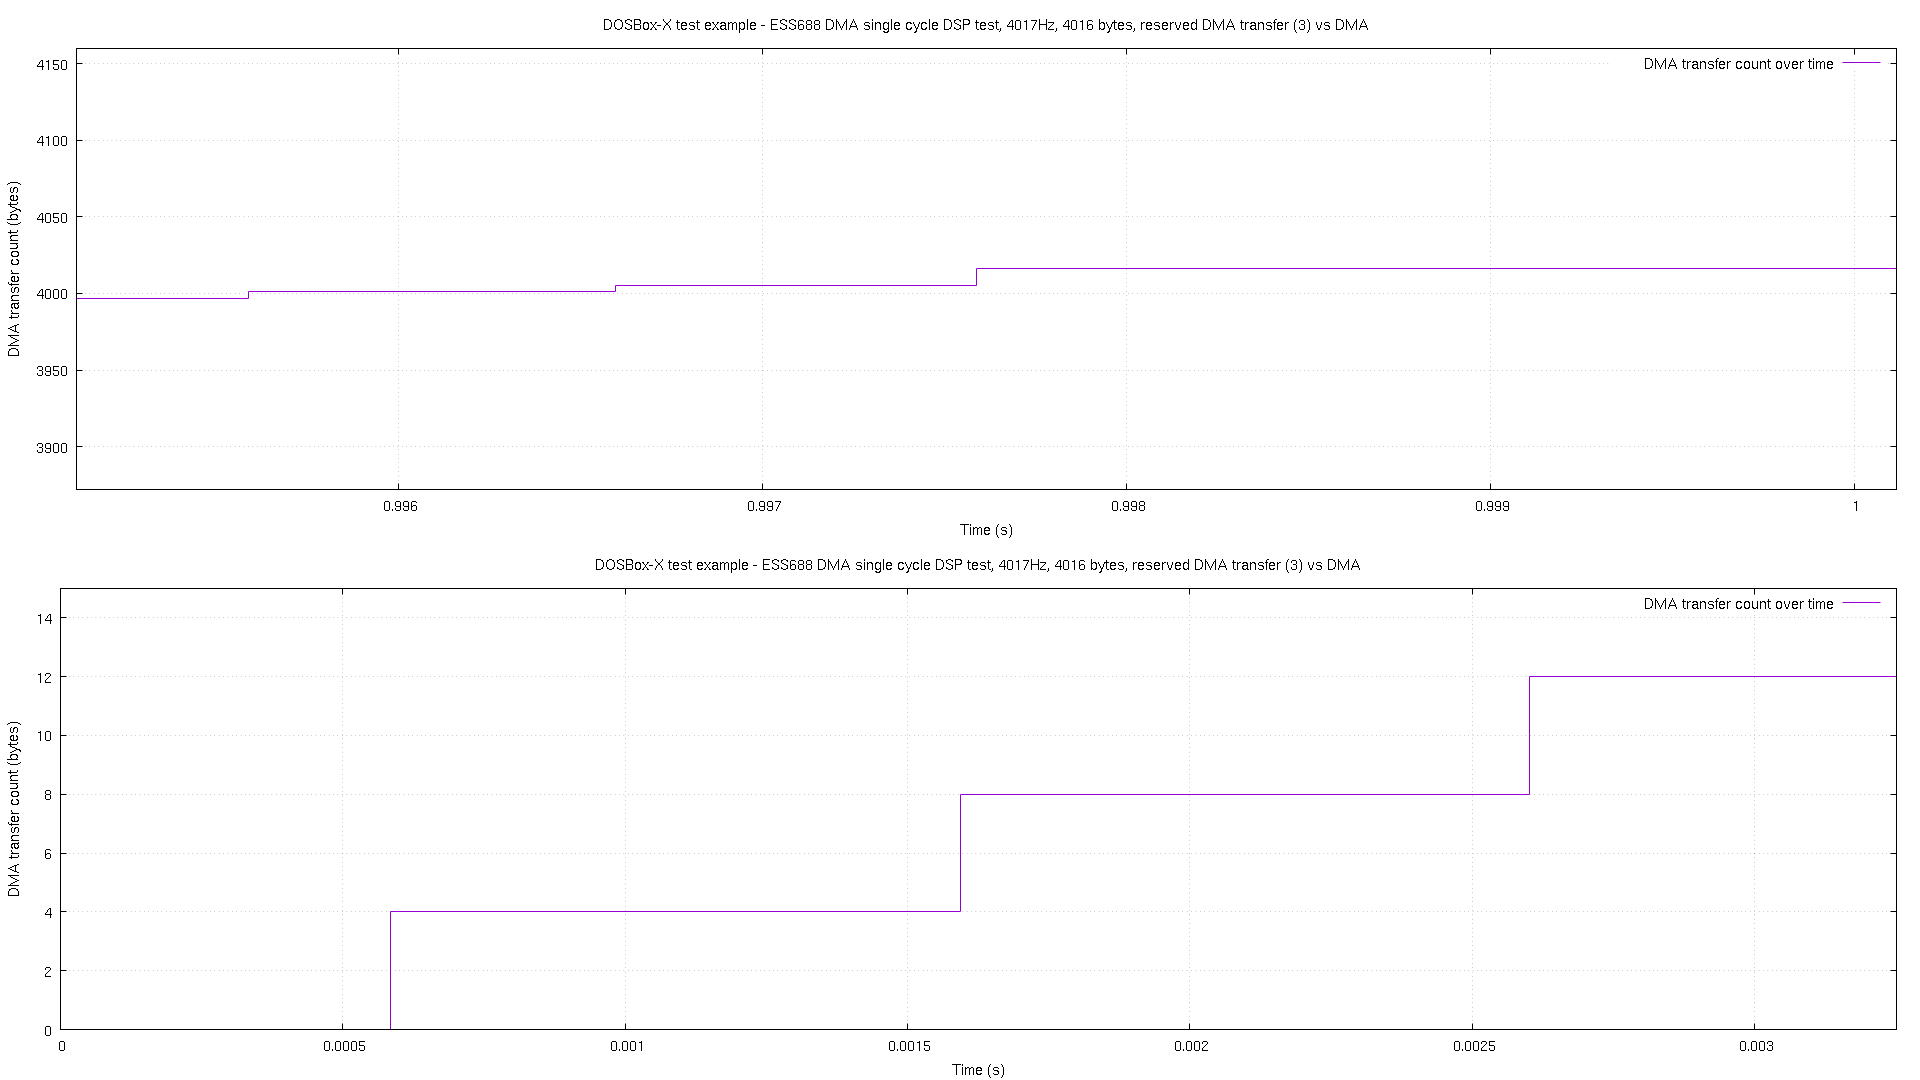 DOSBox-X test example - ESS688 DMA single cycle DSP test, 4017Hz, 4016 bytes, reserved DMA transfer (3) vs DMA
DMA transfer count over time
4150
4100
4050
4000
3950
3900
DMA transfer count (bytes)
0.996 0.997 0.998 0.999 1
Time (s)
DOSBox-X test example - ESS688 DMA single cycle DSP test, 4017Hz, 4016 bytes, reserved DMA transfer (3) vs DMA
DMA transfer count over time
14
12
10
8
6
4
2
0
DMA transfer count (bytes)
0 0.0005 0.001 0.0015 0.002 0.0025 0.003
Time (s)